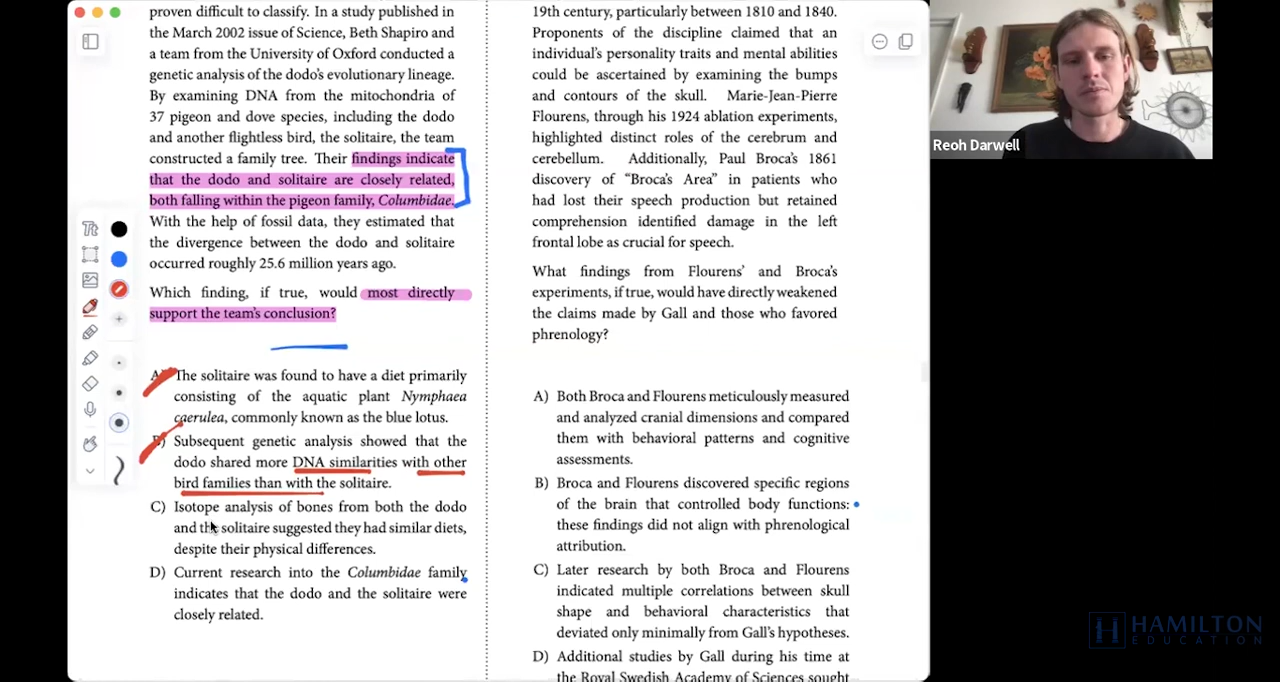 proven difficult to classify. In a study published in
the March 2002 issue of Science, Beth Shapiro and
a team from the University of Oxford conducted a
genetic analysis of the dodo's evolutionary lineage.
By examining DNA from the mitochondria of
37 pigeon and dove species, including the dodo
and another flightless bird, the solitaire, the team
constructed a family tree. Their findings indicate
that the dodo and solitaire are closely related,
both falling within the pigeon family, Columbidae.
With the help of fossil data, they estimated that
the divergence between the dodo and solitaire
occurred roughly 25.6 million years ago.
Which finding, if true, would most directly
support the team's conclusion?
A) The solitaire was found to have a diet primarily
consisting of the aquatic plant Nymphaea
caerulea, commonly known as the blue lotus.
B) Subsequent genetic analysis showed that the
dodo shared more DNA similarities with other
bird families than with the solitaire.
C) Isotope analysis of bones from both the dodo
and the solitaire suggested they had similar diets,
despite their physical differences.
D) Current research into the Columbidae family
indicates that the dodo and the solitaire were
closely related.
19th century, particularly between 1810 and 1840.
Proponents of the discipline claimed that an
individual's personality traits and mental abilities
could be ascertained by examining the bumps
and contours of the skull. Marie-Jean-Pierre
Flourens, through his 1924 ablation experiments,
highlighted distinct roles of the cerebrum and
cerebellum. Additionally, Paul Broca's 1861
discovery of “Broca's Area” in patients who
had lost their speech production but retained
comprehension identified damage in the left
frontal lobe as crucial for speech.
What findings from Flourens' and Broca's
experiments, if true, would have directly weakened
the claims made by Gall and those who favored
phrenology?
A) Both Broca and Flourens meticulously measured
and analyzed cranial dimensions and compared
them with behavioral patterns and cognitive
assessments.
B) Broca and Flourens discovered specific regions
of the brain that controlled body functions:
these findings did not align with phrenological
attribution.
C) Later research by both Broca and Flourens
indicated multiple correlations between skull
shape and behavioral characteristics that
deviated only minimally from Gall's hypotheses.
D) Additional studies by Gall during his time at
the Royal Swedish Academy of Sciences sought
Reoh Darwell
HAMILTON
EDUCATION